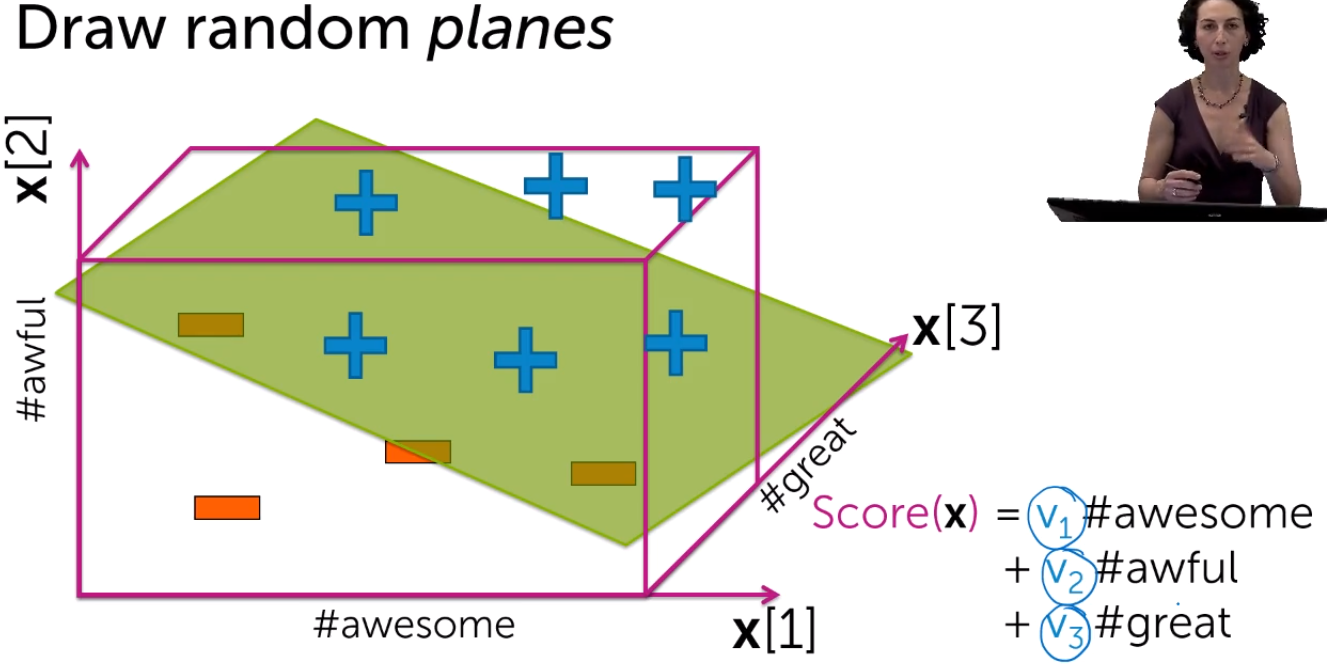 Draw random planes
x[2]
#awful
x[3]
#great
#awesome
x[1]
Score(x) = v1 #awesome
+ v2 #awful
+ v3 #great